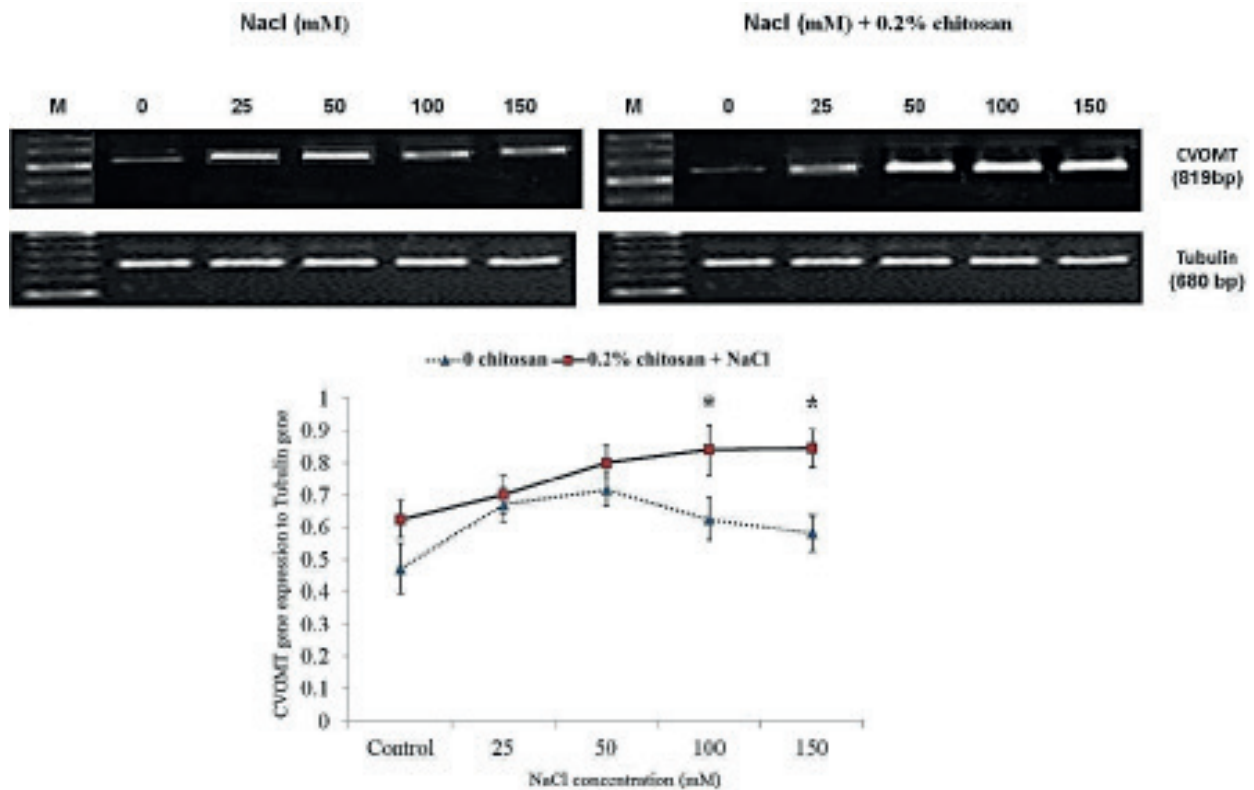 Nacl (mM)
Nacl (mM) + 0.2% chitosan
M 0 25 50 100 150
M 0 25 50 100 150
CVOMT
(819bp)
Tubulin
(680 bp)
0 chitosan
0.2% chitosan + NaCl
CVOMT gene expression to Tubulin gene
1
*
*
0.9
0.8
0.7
0.6
0.5
0.4
0.3
0.2
0.1
0
Control 25 50 100 150
NaCl concentration (mM)